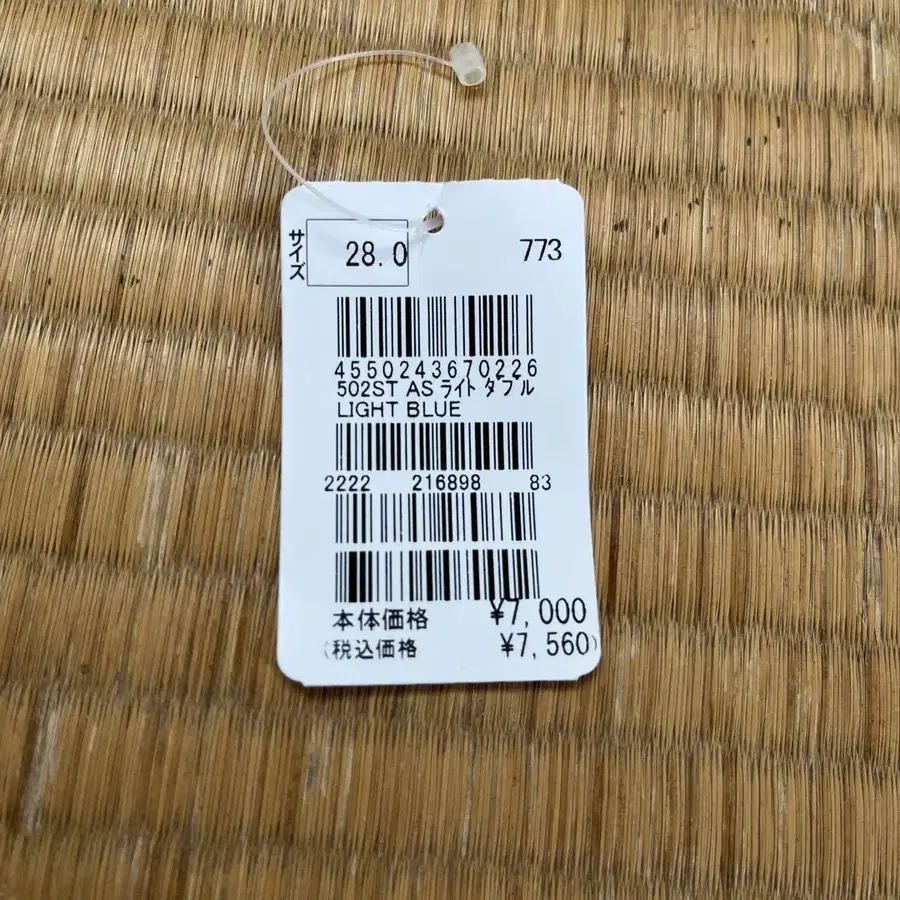 サイズ 28.0 773
4550243670226
502ST AS ﾗｲﾄ ﾀﾞﾌﾞﾙ
LIGHT BLUE
2222 216898 83
本体価格 ¥7,000
(税込価格 ¥7,560)